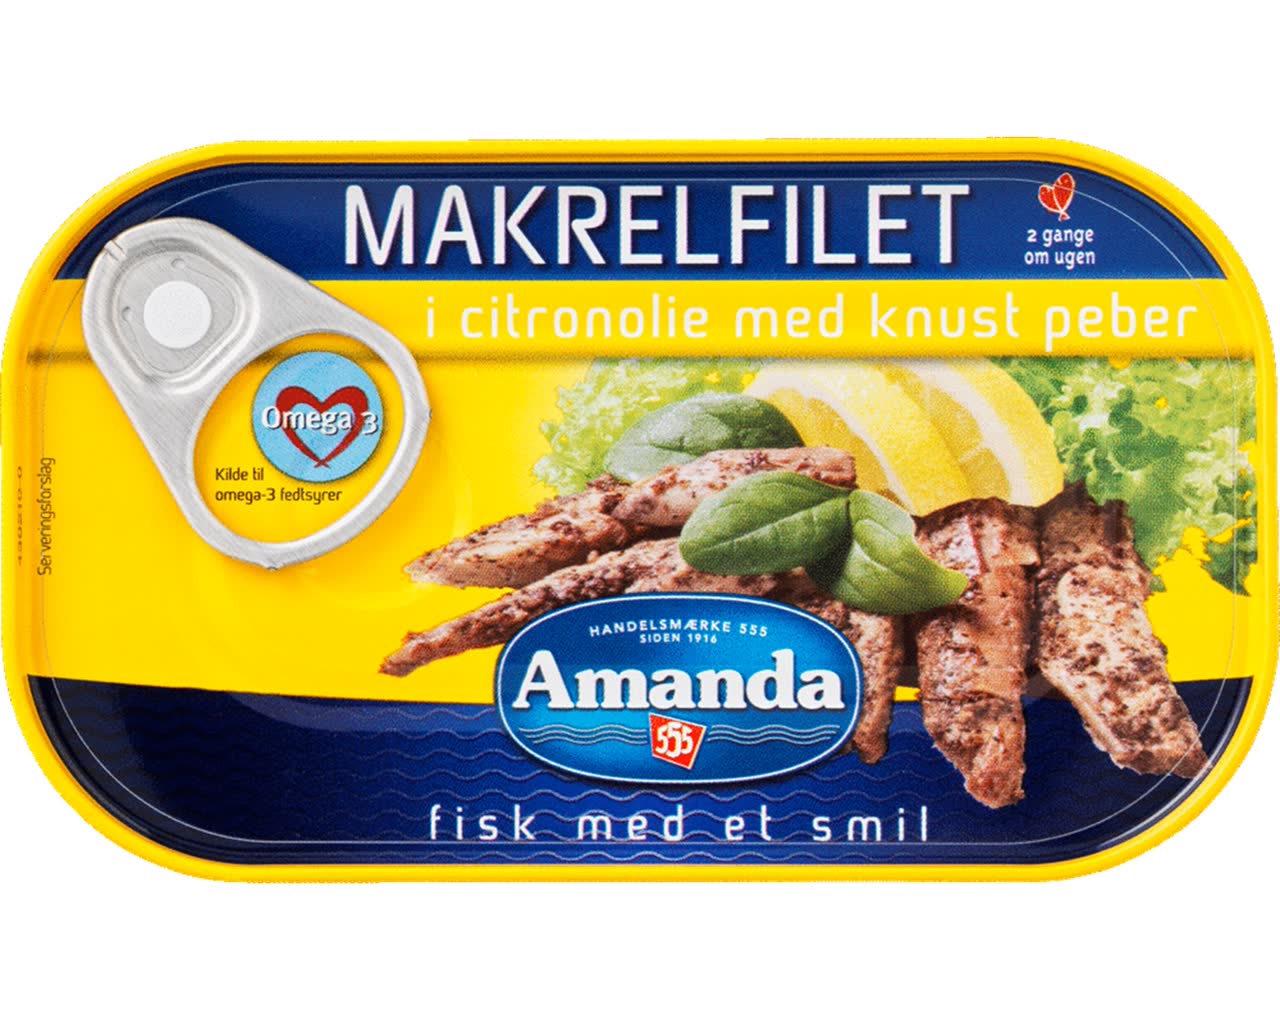 MAKRELFILET
2 gange
om ugen
i citronolie med knust peber
Omega 3
Kilde til
omega-3 fedtsyrer
Serveringsforslag
HANDELSMÆRKE 555
SIDEN 1916
Amanda
555
fisk med et smil